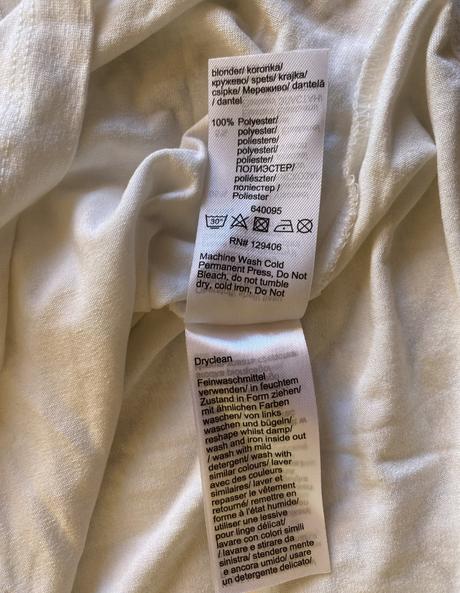 blonder/ koronka/
кружево/ spets/ krajka/
csipke/ Мереживо/ dantelă
/ dantel
100% Polyester/
polyester/
poliestere/
polyester/
polyesteri/
poliester/
ПОЛИЭСТЕР/
poliészter/
поліестер /
Poliester
640095
30°
RN# 129406
Machine Wash Cold
Permanent Press, Do Not
Bleach, do not tumble
dry, cold iron, Do Not
Dryclean
Feinwaschmittel
verwenden/ in feuchtem
Zustand in Form ziehen/
mit ähnlichen Farben
waschen/ von links
waschen und bügeln/
reshape whilst damp/
wash and iron inside out
/ wash with mild
detergent/ wash with
similar colours/ laver
avec des couleurs
similaires/ laver et
repasser le vêtement
retourné/ remettre en
forme à l'état humide/
utiliser une lessive
pour linge délicat/
lavare con colori simili
/ lavare e stirare da
sinistra/ stendere mente
e ancora umido/ usare
un detergente delicato/